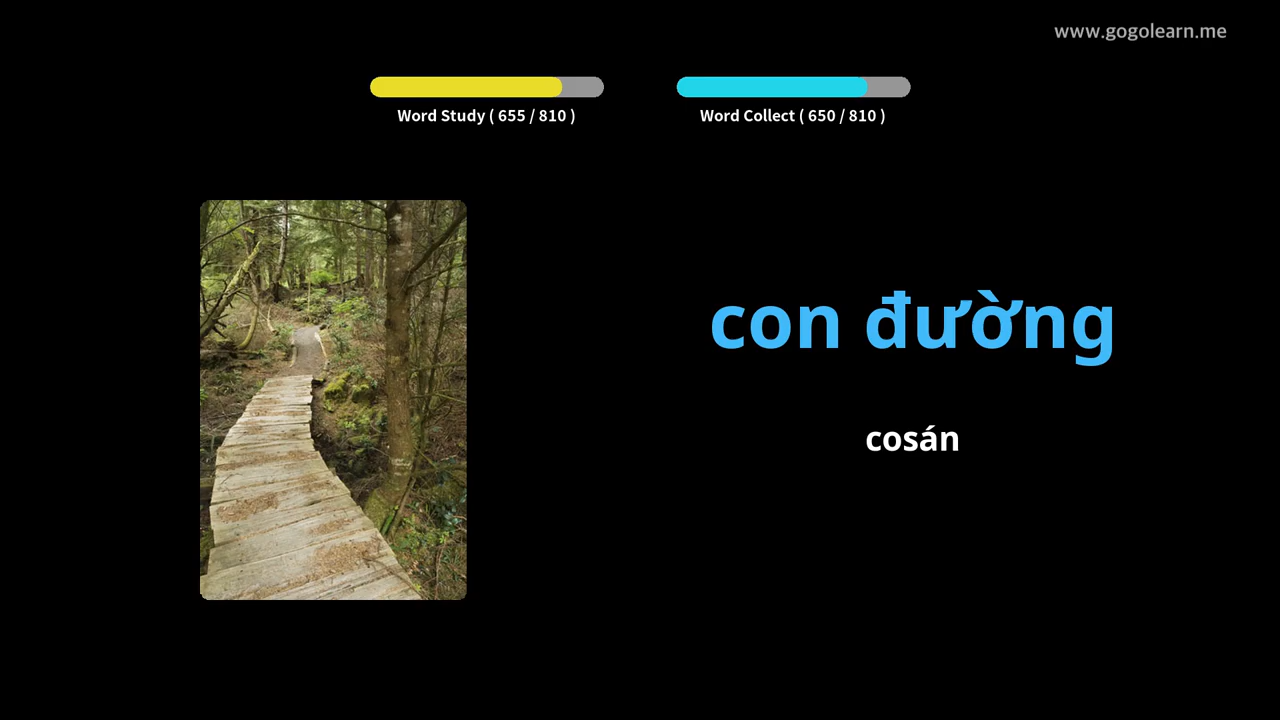 www.gogolearn.me
Word Study ( 655 / 810 )
Word Collect ( 650 / 810 )
con đường
cosán